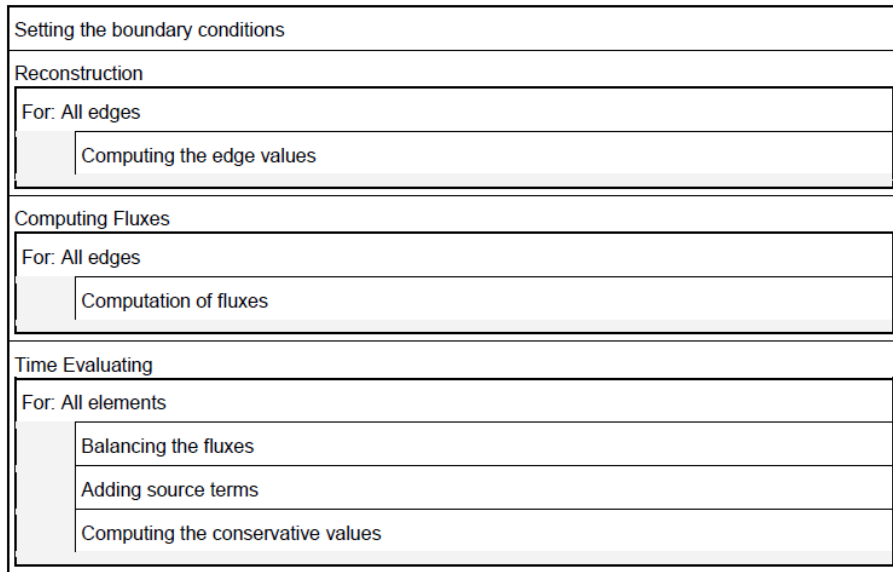 Setting the boundary conditions
Reconstruction
For: All edges
Computing the edge values
Computing Fluxes
For: All edges
Computation of fluxes
Time Evaluating
For: All elements
Balancing the fluxes
Adding source terms
Computing the conservative values